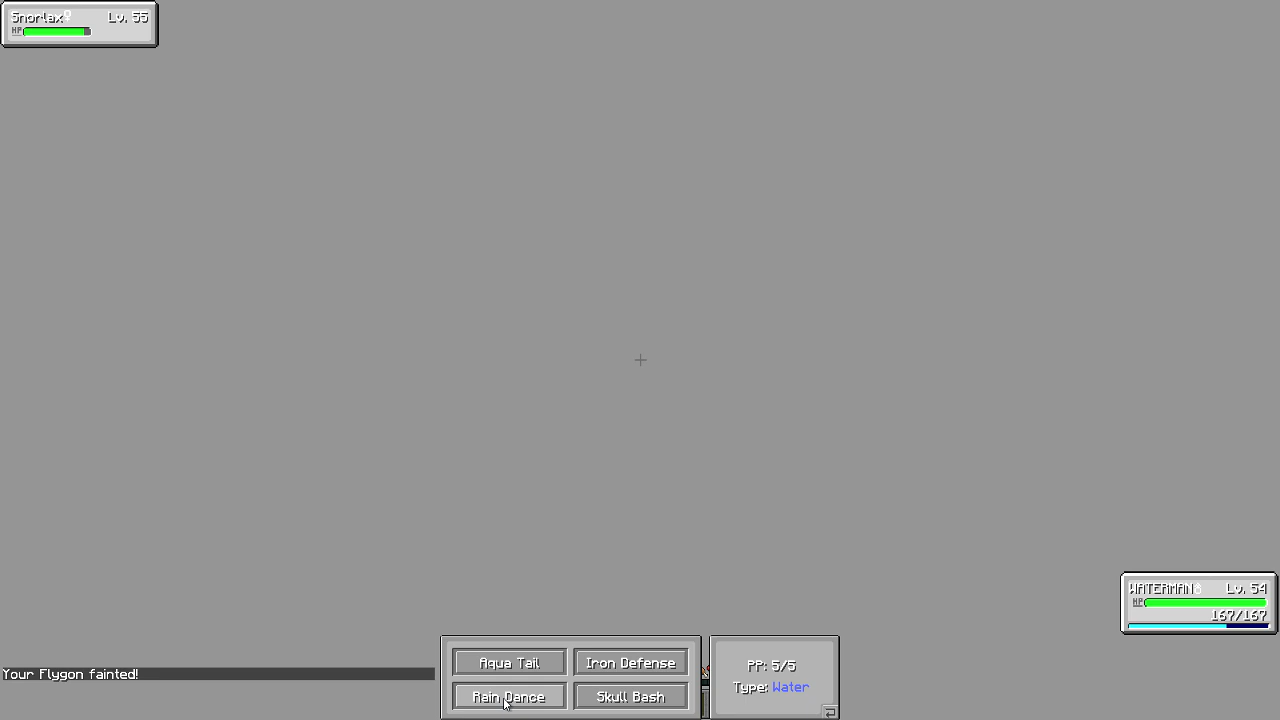 Snorlax♀ Lv. 55
HP
WATERMAN♂ Lv. 54
HP
167/167
Aqua Tail Iron Defense
Rain Dance Skull Bash
PP: 5/5
Type: Water
Your Flygon fainted!